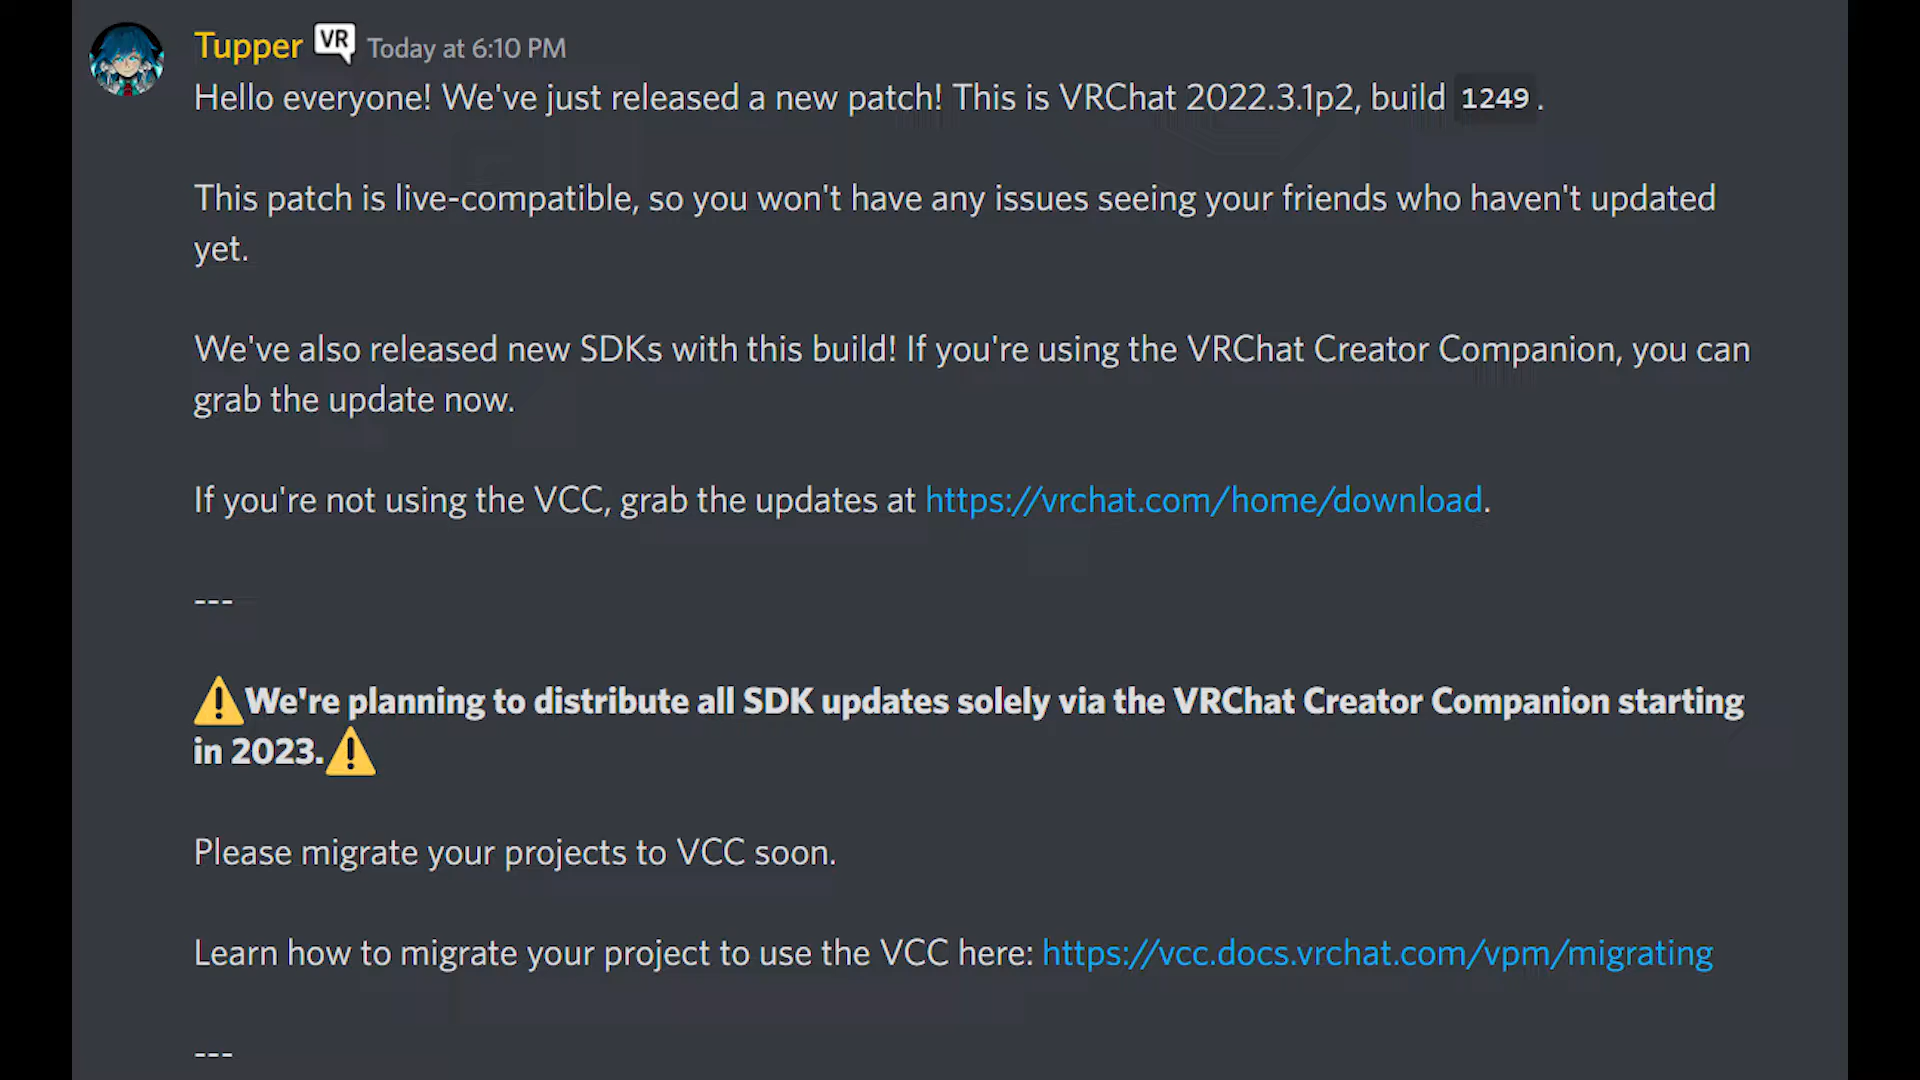 Tupper VR Today at 6:10 PM
Hello everyone! We've just released a new patch! This is VRChat 2022.3.1p2, build 1249.
This patch is live-compatible, so you won't have any issues seeing your friends who haven't updated
yet.
We've also released new SDKs with this build! If you're using the VRChat Creator Companion, you can
grab the update now.
If you're not using the VCC, grab the updates at https://vrchat.com/home/download.
---
⚠️We're planning to distribute all SDK updates solely via the VRChat Creator Companion starting
in 2023.⚠️
Please migrate your projects to VCC soon.
Learn how to migrate your project to use the VCC here: https://vcc.docs.vrchat.com/vpm/migrating
---